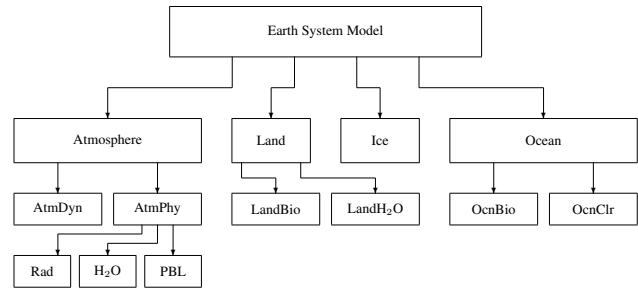 Earth System Model
Atmosphere Land Ice Ocean
AtmDyn AtmPhy LandBio LandH₂O OcnBio OcnClr
Rad H₂O PBL